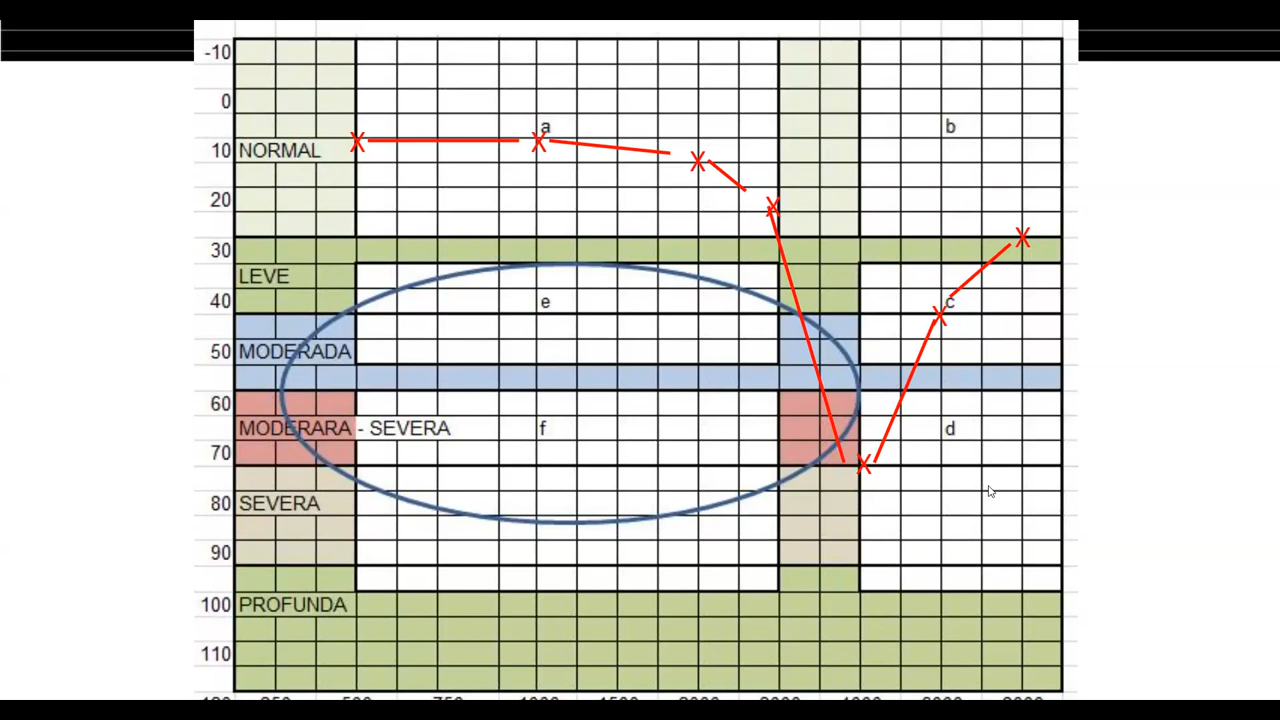 -10
0
a b
10 NORMAL
20
30
LEVE
40 e c
50 MODERADA
60
MODERARA - SEVERA f d
70
80 SEVERA
90
100 PROFUNDA
110